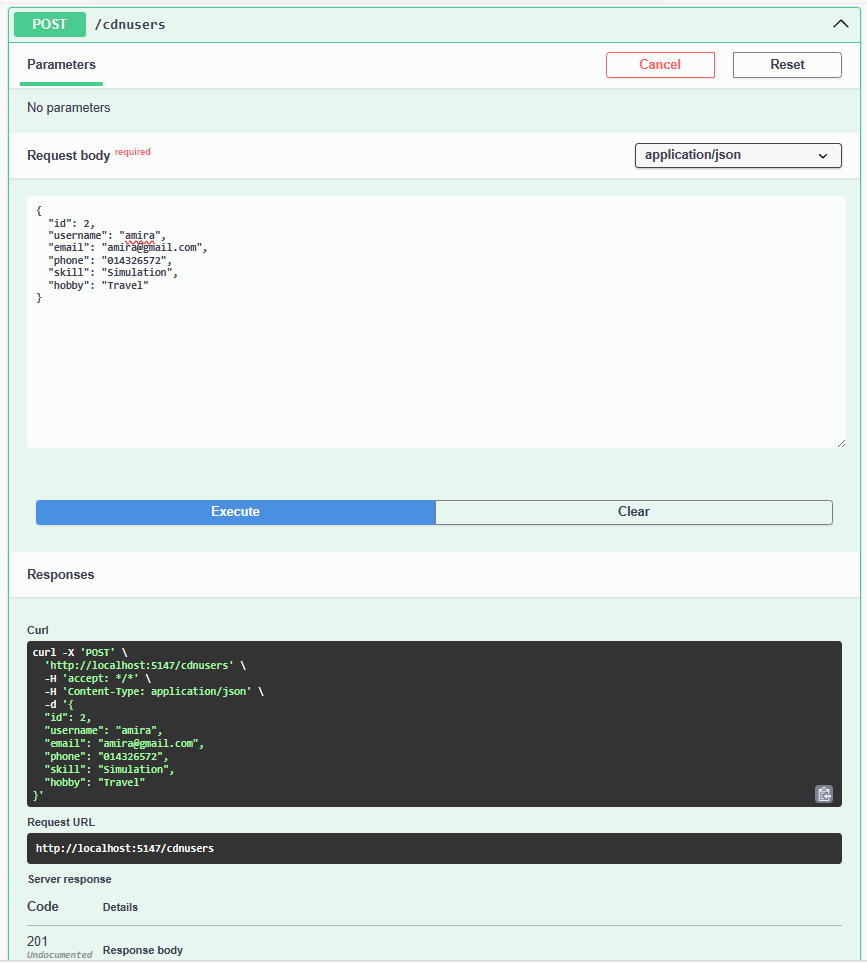 POST /cdnusers
Parameters
Cancel
Reset
No parameters
Request body required
application/json
{
  "id": 2,
  "username": "amira",
  "email": "amira@gmail.com",
  "phone": "014326572",
  "skill": "Simulation",
  "hobby": "Travel"
}
Execute
Clear
Responses
Curl
curl -X 'POST' \
  'http://localhost:5147/cdnusers' \
  -H 'accept: */*' \
  -H 'Content-Type: application/json' \
  -d '{
  "id": 2,
  "username": "amira",
  "email": "amira@gmail.com",
  "phone": "014326572",
  "skill": "Simulation",
  "hobby": "Travel"
}'
Request URL
http://localhost:5147/cdnusers
Server response
Code Details
201
Undocumented
Response body